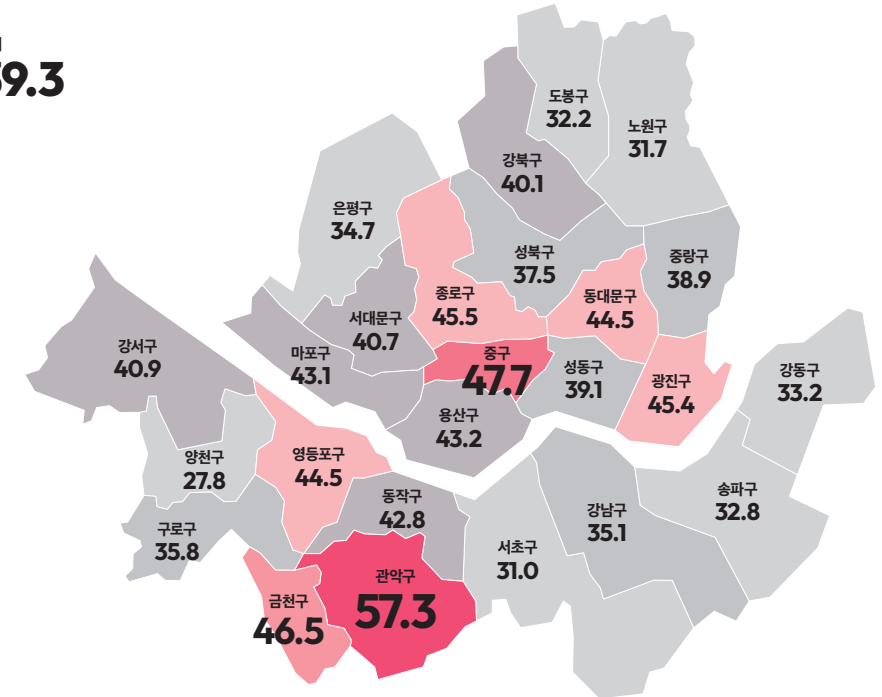 9.3
도봉구
32.2
노원구
31.7
강북구
40.1
은평구
34.7
성북구
37.5
중랑구
38.9
종로구
45.5
동대문구
44.5
서대문구
40.7
강서구
40.9
마포구
43.1
중구
47.7
성동구
39.1
광진구
45.4
강동구
33.2
용산구
43.2
양천구
27.8
영등포구
44.5
동작구
42.8
송파구
32.8
강남구
35.1
구로구
35.8
서초구
31.0
관악구
57.3
금천구
46.5